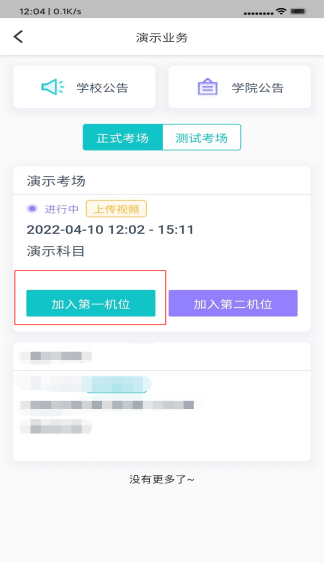 12:04 | 0.1K/s
演示业务
学校公告
学院公告
正式考场
测试考场
演示考场
进行中 上传视频
2022-04-10 12:02 - 15:11
演示科目
加入第一机位
加入第二机位
没有更多了~